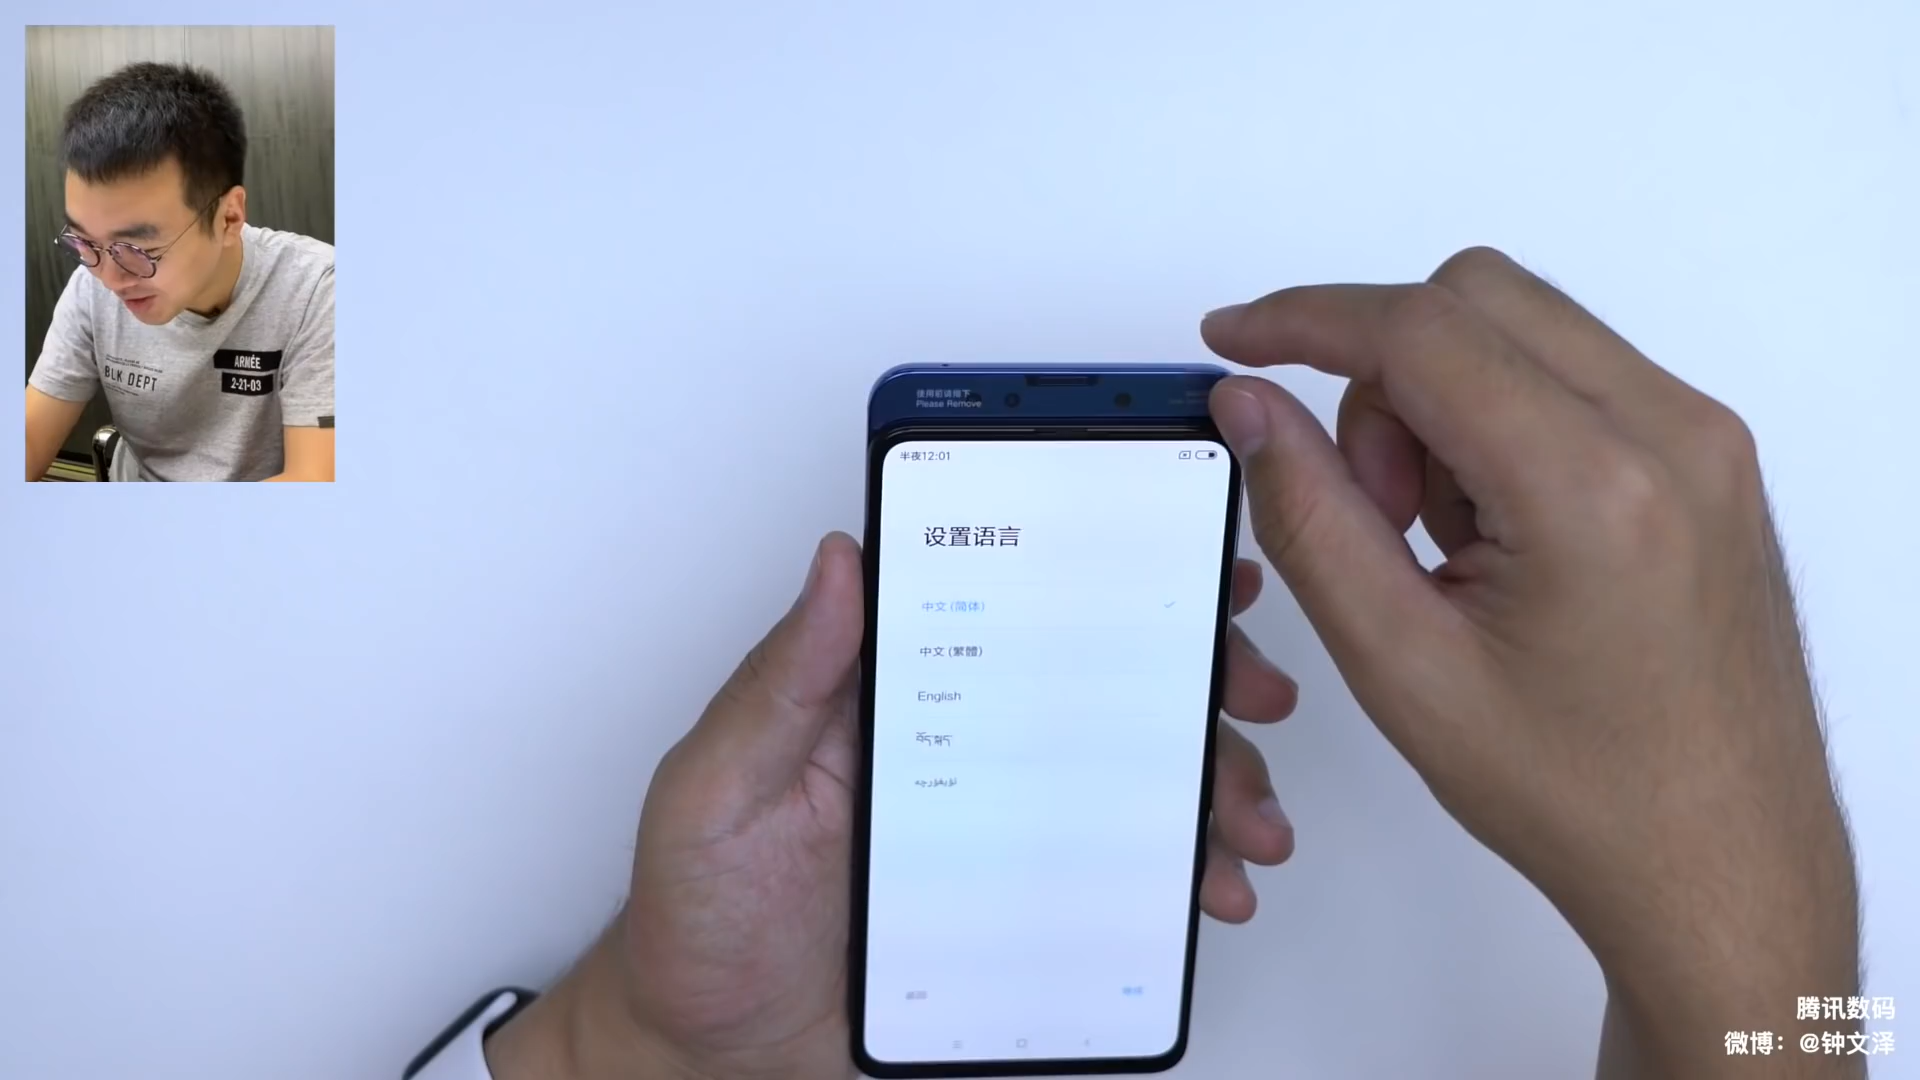 ARMÉE
2-21-03
BLK DEPT
使用前请撕下
Please Remove
半夜12:01
设置语言
中文 (简体)
中文 (繁體)
English
བོད་སྐད
ئۇيغۇرچە
腾讯数码
微博：@钟文泽